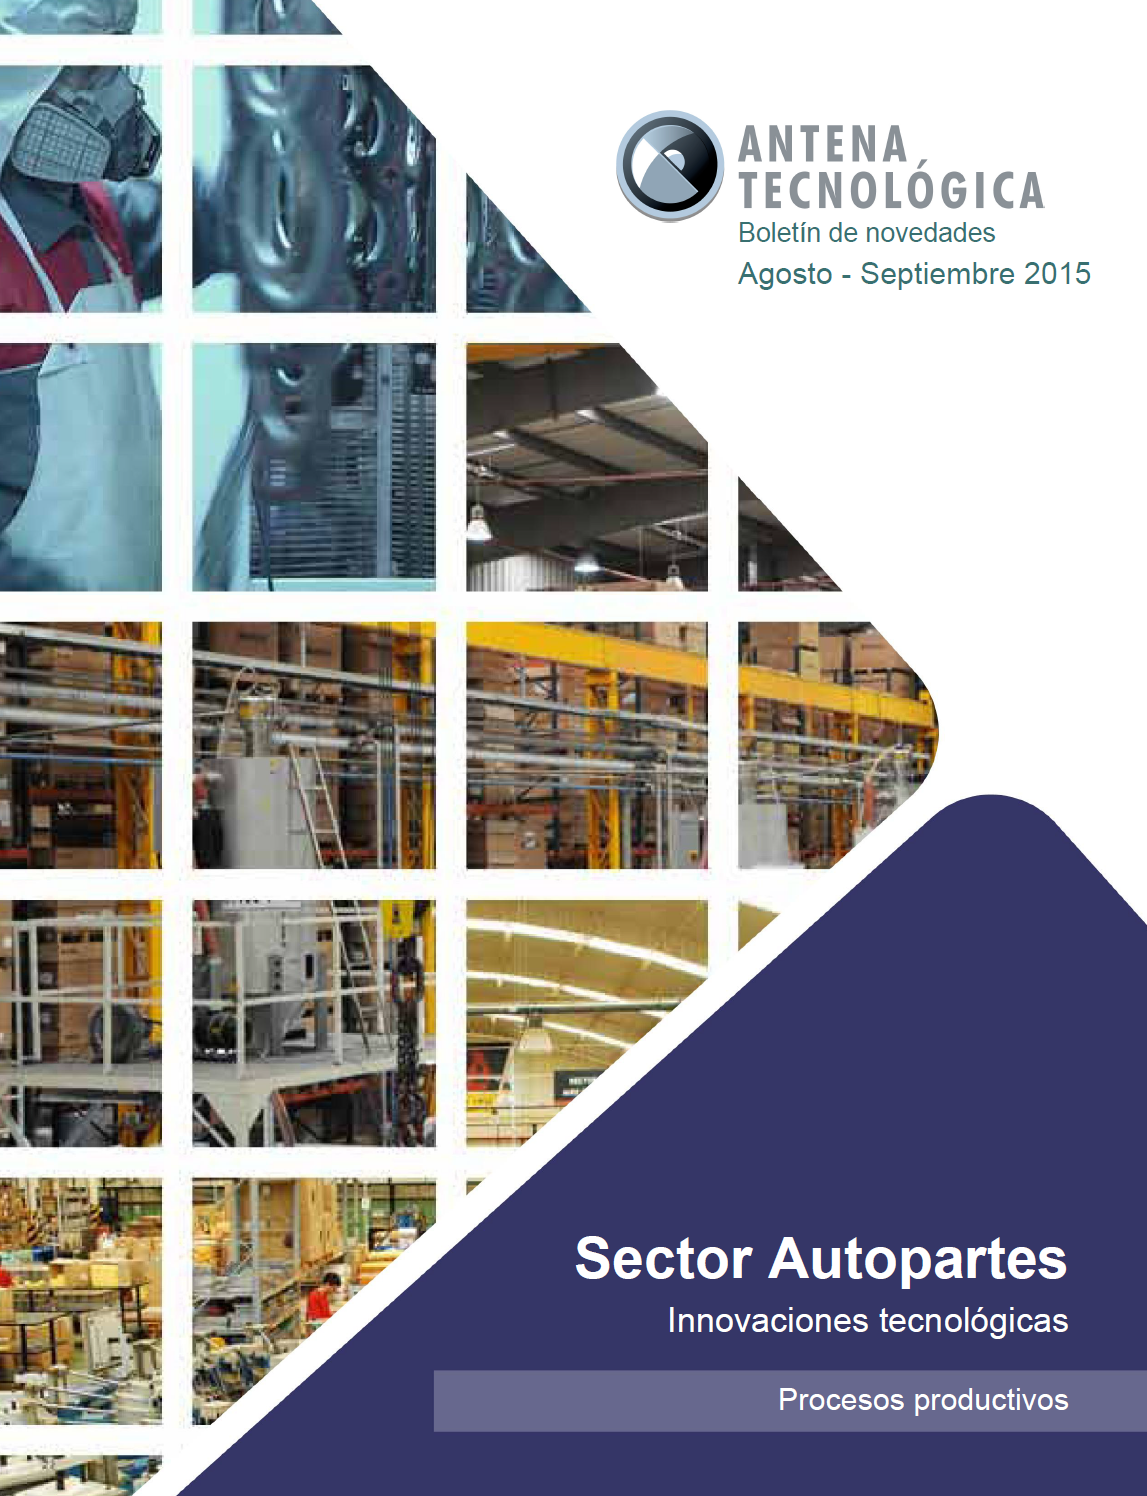 ANTENA
TECNOLÓGICA
Boletín de novedades
Agosto - Septiembre 2015
Sector Autopartes
Innovaciones tecnológicas
Procesos productivos